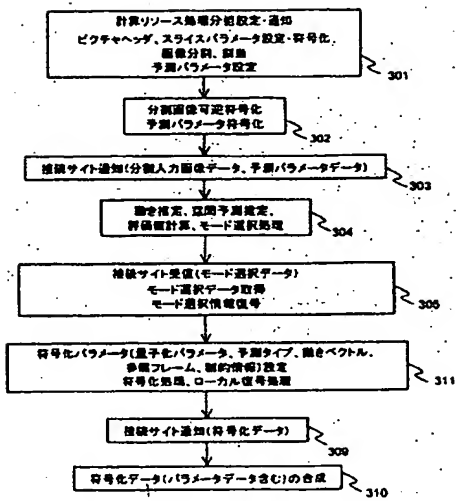 計算リソース処理分担設定・通知
ピクチャヘッダ、スライスパラメータ設定・符号化、
画像分割、割当
予測パラメータ設定
301
分割画像可逆符号化
予測パラメータ符号化
302
接続サイト通知(分割入力画像データ、予測パラメータデータ)
303
動き推定、空間予測推定、
評価値計算、モード選択処理
304
接続サイト受信(モード選択データ)
モード選択データ取得
モード選択情報復号
305
符号化パラメータ(量子化パラメータ、予測タイプ、動きベクトル、
参照フレーム、制約情報)設定
符号化処理、ローカル復号処理
311
接続サイト通知(符号化データ)
309
符号化データ(パラメータデータ含む)の合成
310